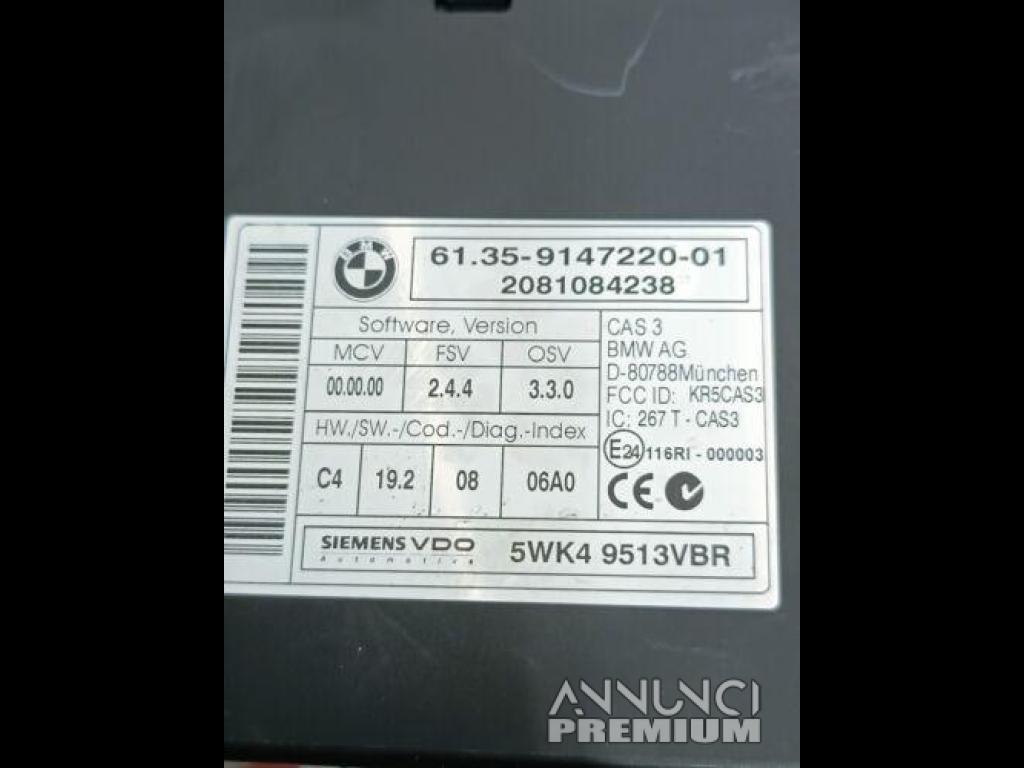 BMW
61.35-9147220-01
2081084238
Software, Version
MCV FSV OSV
00.00.00 2.4.4 3.3.0
HW./SW.-/Cod.-/Diag.-Index
C4 19.2 08 06A0
CAS 3
BMW AG
D-80788München
FCC ID: KR5CAS3
IC: 267 T - CAS3
E24 116RI - 000003
CE
SIEMENS VDO
Automotive
5WK4 9513VBR
ANNUNCI
PREMIUM